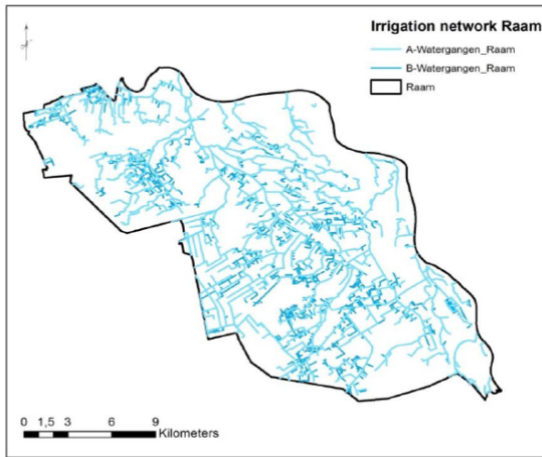 Irrigation network Raam
A-Watergangen_Raam
B-Watergangen_Raam
Raam
0 1,5 3 6 9
Kilometers